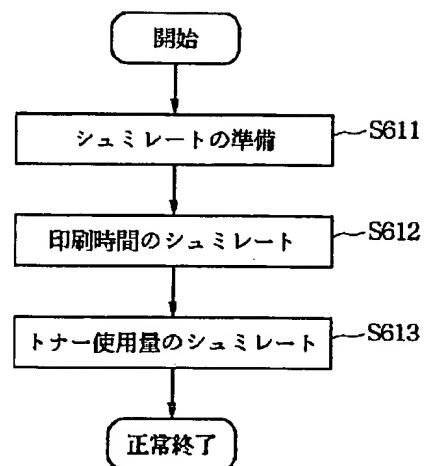 開始
シュミレートの準備 S611
印刷時間のシュミレート S612
トナー使用量のシュミレート S613
正常終了